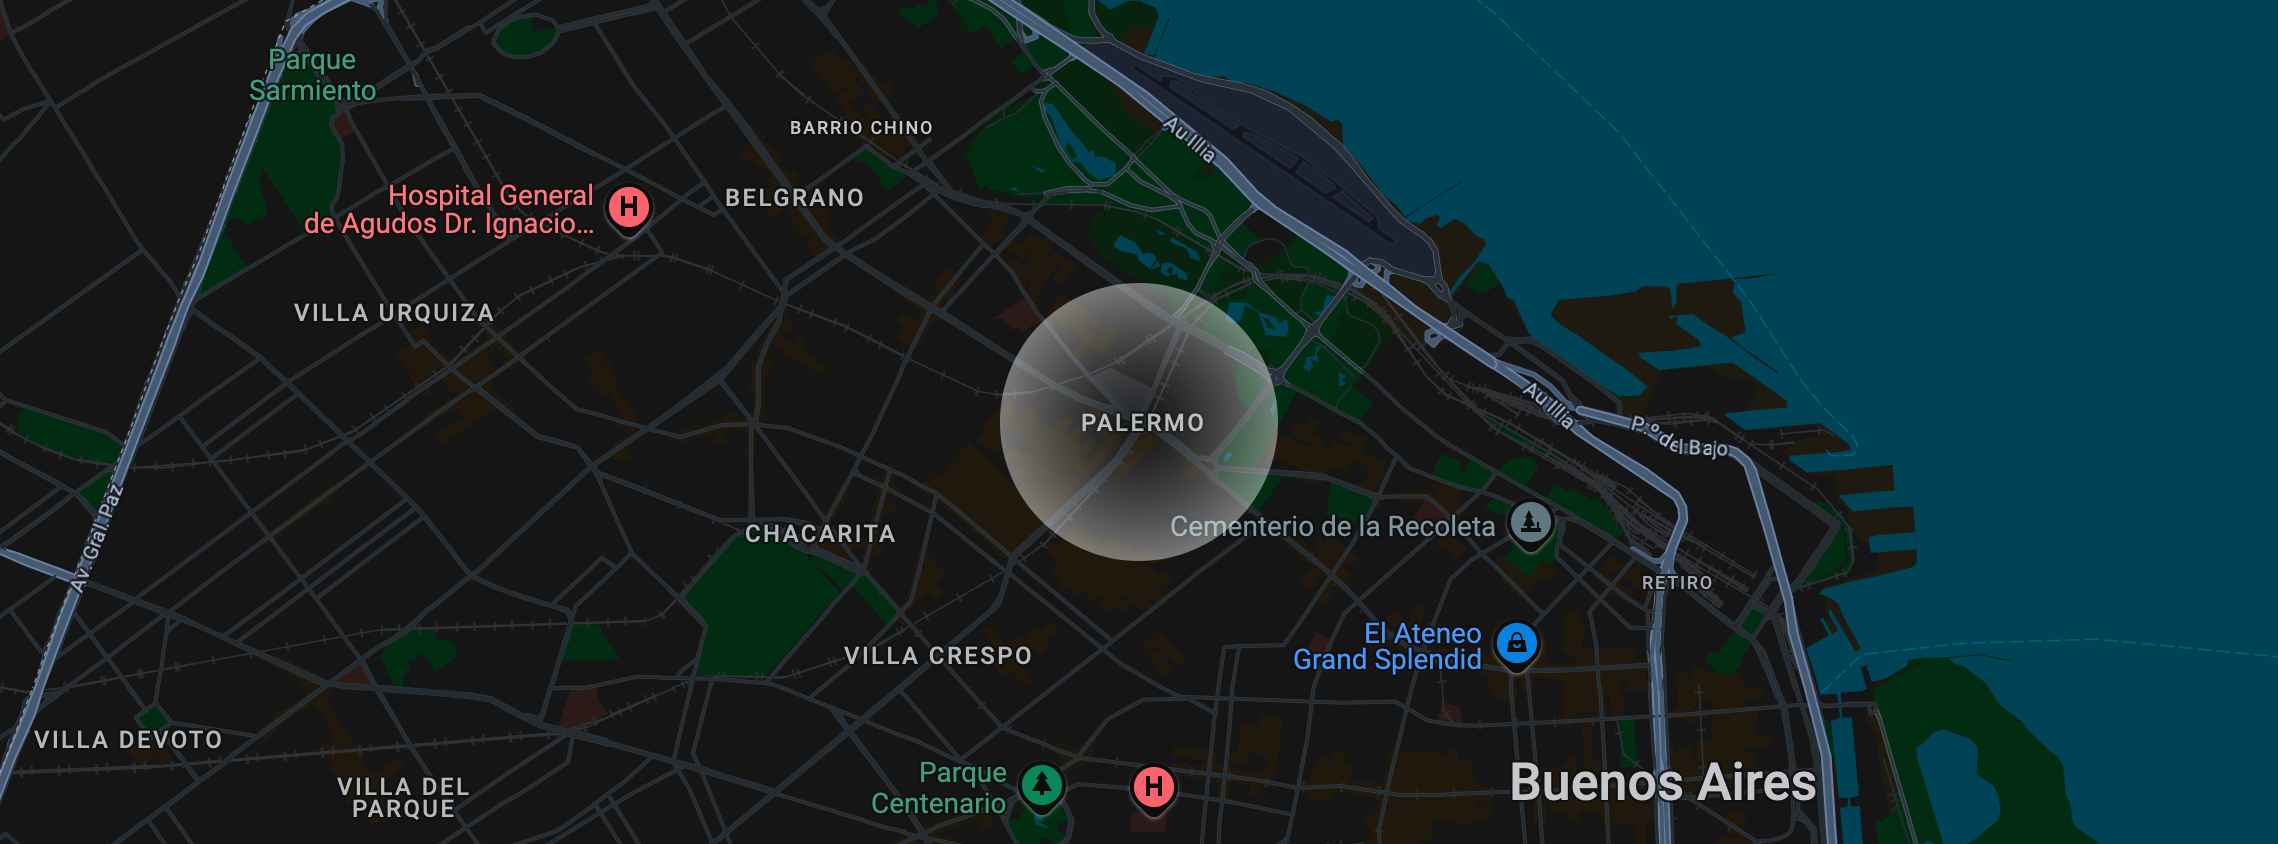 Parque
Sarmiento
BARRIO CHINO
Au Illia
Hospital General
de Agudos Dr. Ignacio...
H
BELGRANO
VILLA URQUIZA
PALERMO
Au Illia
P.º del Bajo
Av. Gral. Paz
CHACARITA
Cementerio de la Recoleta
RETIRO
VILLA CRESPO
El Ateneo
Grand Splendid
VILLA DEVOTO
VILLA DEL
PARQUE
Parque
Centenario
H
Buenos Aires